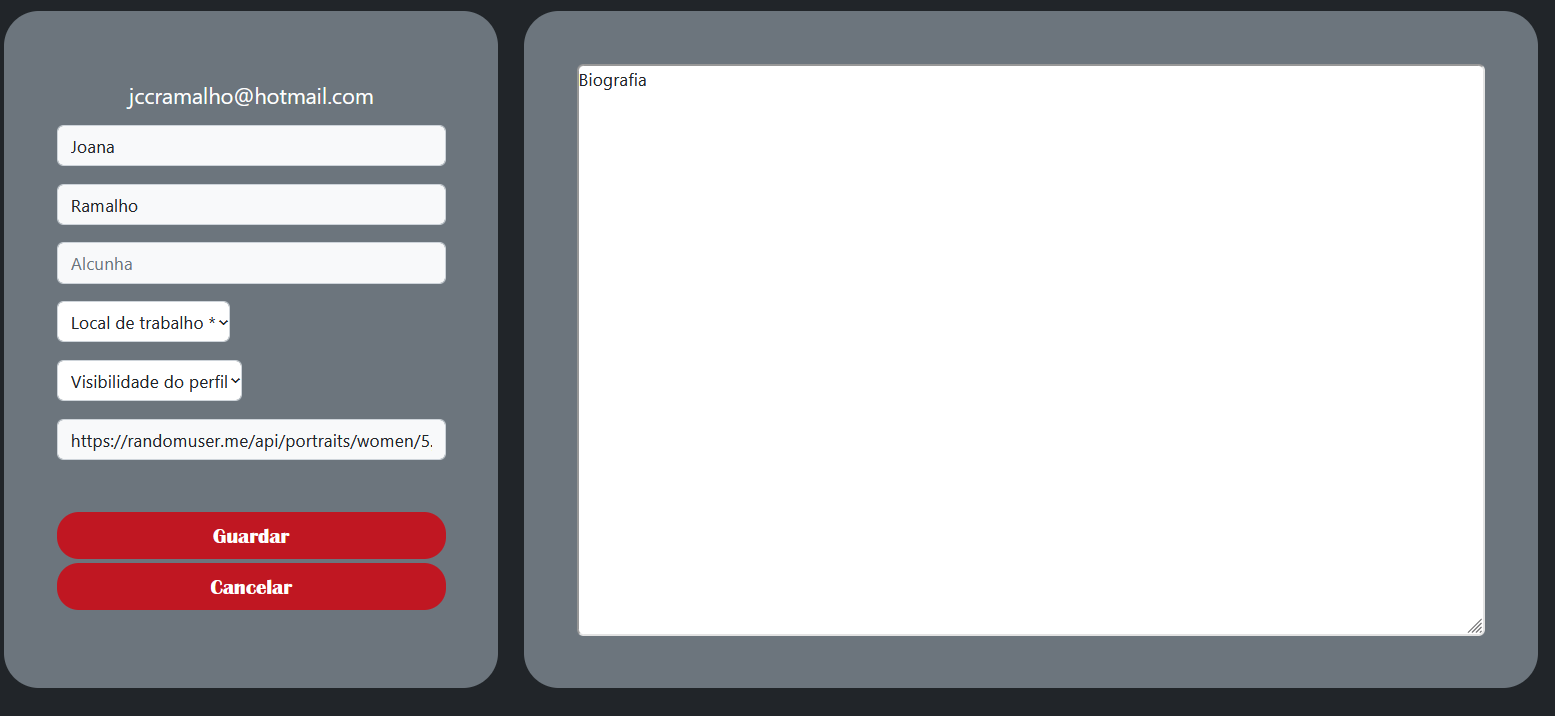 jccramalho@hotmail.com
Joana
Ramalho
Alcunha
Local de trabalho *
Visibilidade do perfil
https://randomuser.me/api/portraits/women/5.
Guardar
Cancelar
Biografia